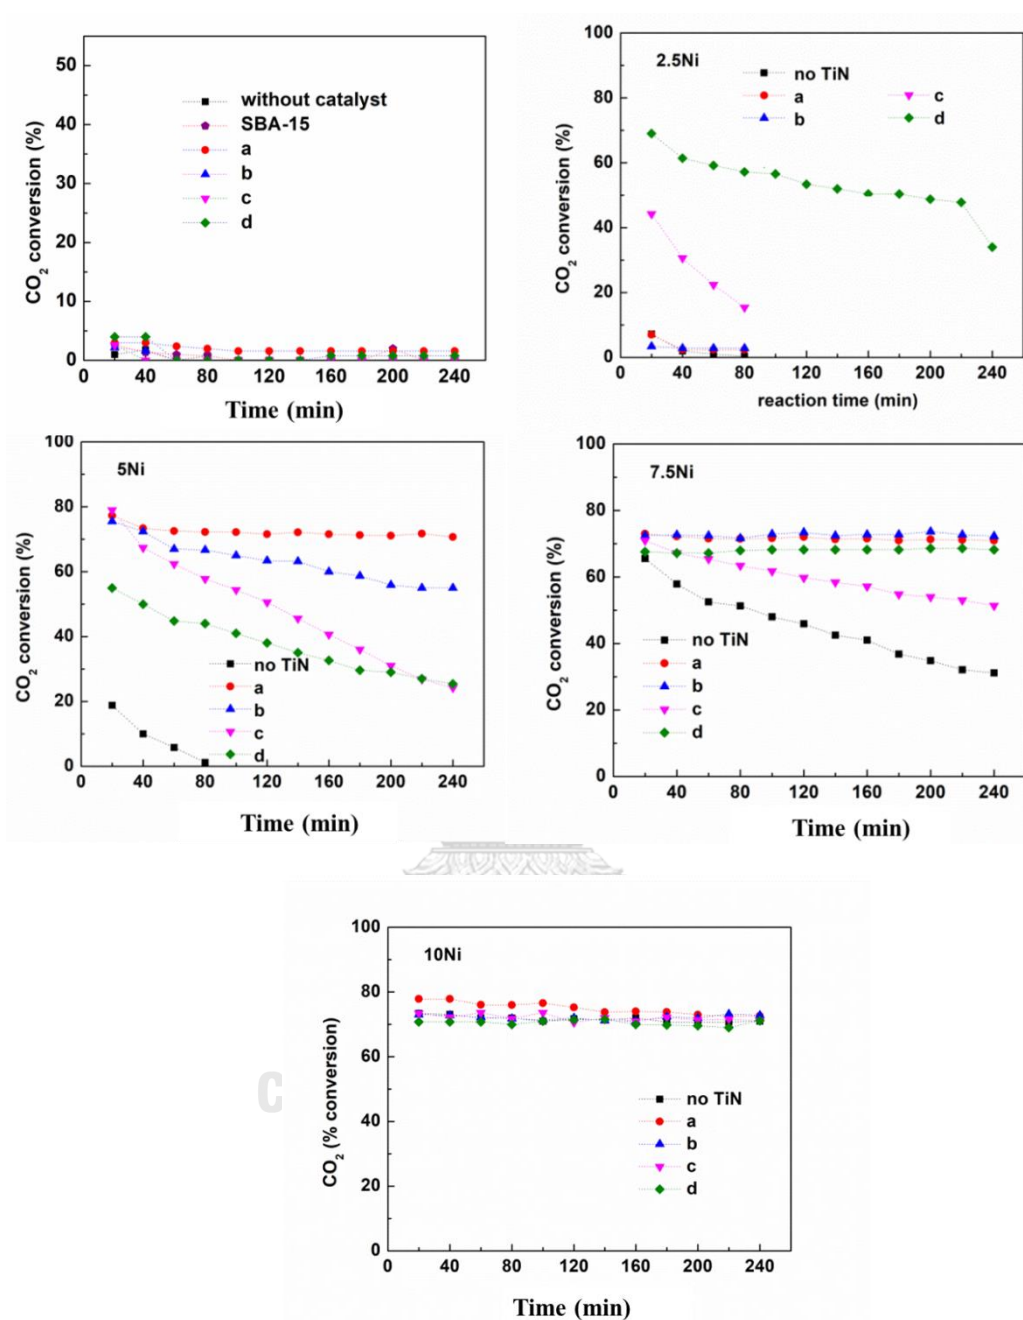 50
40
30
20
10
0
CO2 conversion (%)
without catalyst
SBA-15
a
b
c
d
0 40 80 120 160 200 240
Time (min)
100
80
60
40
20
0
CO2 conversion (%)
2.5Ni
no TiN
a
b
c
d
0 40 80 120 160 200 240
reaction time (min)
100
80
60
40
20
0
CO2 conversion (%)
5Ni
no TiN
a
b
c
d
0 40 80 120 160 200 240
Time (min)
100
80
60
40
20
0
CO2 conversion (%)
7.5Ni
no TiN
a
b
c
d
0 40 80 120 160 200 240
Time (min)
100
80
60
40
20
0
CO2 (% conversion)
10Ni
no TiN
a
b
c
d
0 40 80 120 160 200 240
Time (min)